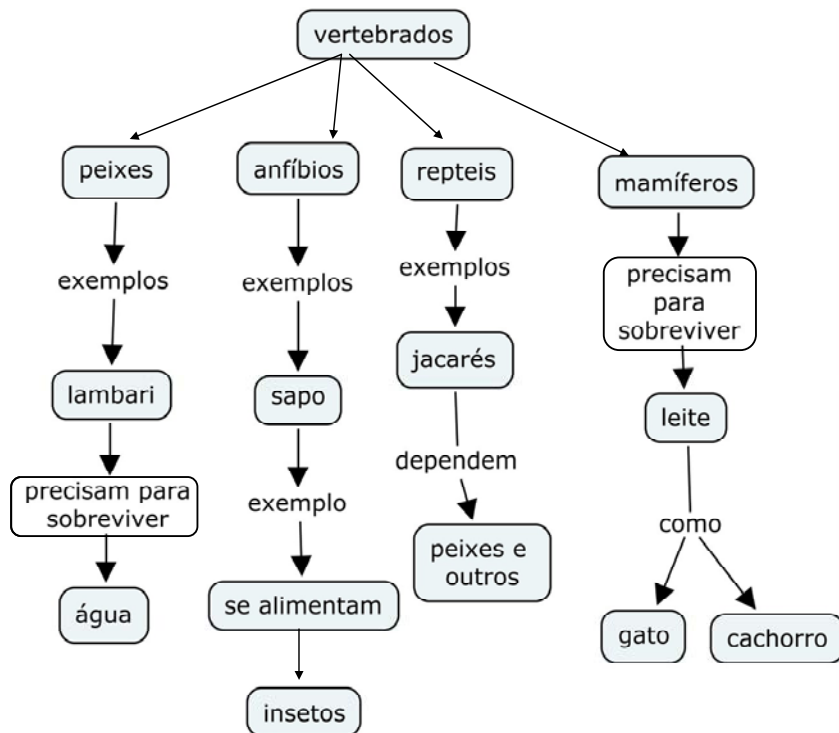 vertebrados
peixes
anfíbios
repteis
mamíferos
exemplos
exemplos
exemplos
precisam
para
sobreviver
lambari
sapo
jacarés
leite
precisam para
sobreviver
exemplo
dependem
como
água
se alimentam
peixes e
outros
gato
cachorro
insetos